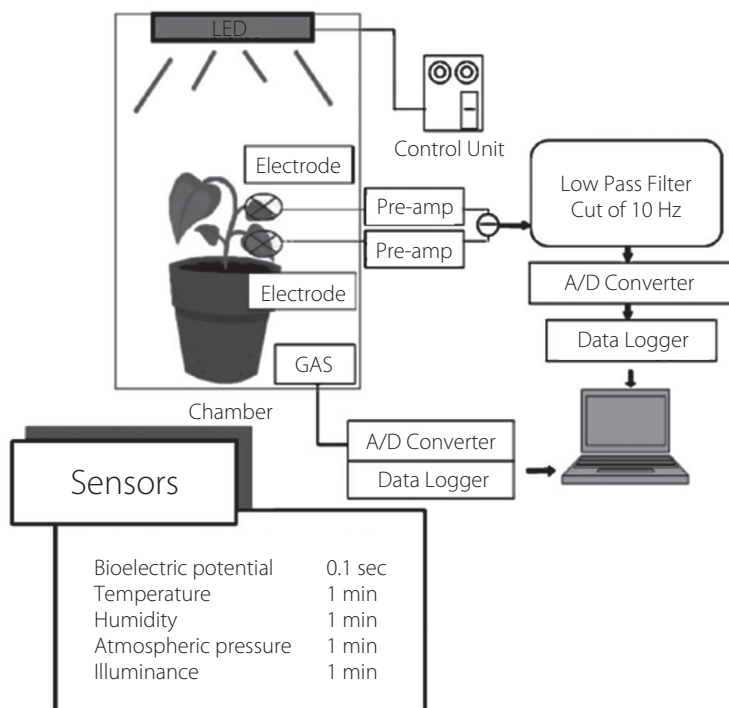 LED
Control Unit
Electrode
Pre-amp
Low Pass Filter
Cut of 10 Hz
Pre-amp
Electrode
A/D Converter
Data Logger
GAS
Chamber
A/D Converter
Data Logger
Sensors
Bioelectric potential 0.1 sec
Temperature 1 min
Humidity 1 min
Atmospheric pressure 1 min
Illuminance 1 min